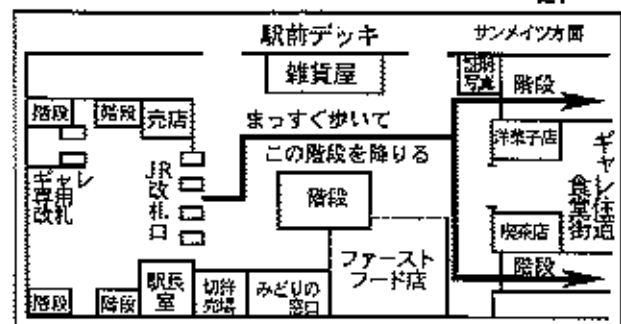 駅前デッキ
サンメイツ方面
雑貨屋
証明
写真
階段
階段
階段
売店
まっすぐ歩いて
この階段を降りる
洋菓子店
ギャレ
専用
改札
JR
改札口
階段
ギャレ住道
食堂街
喫茶店
ファースト
フード店
階段
階段
階段
駅長
室
切符
売場
みどりの
窓口